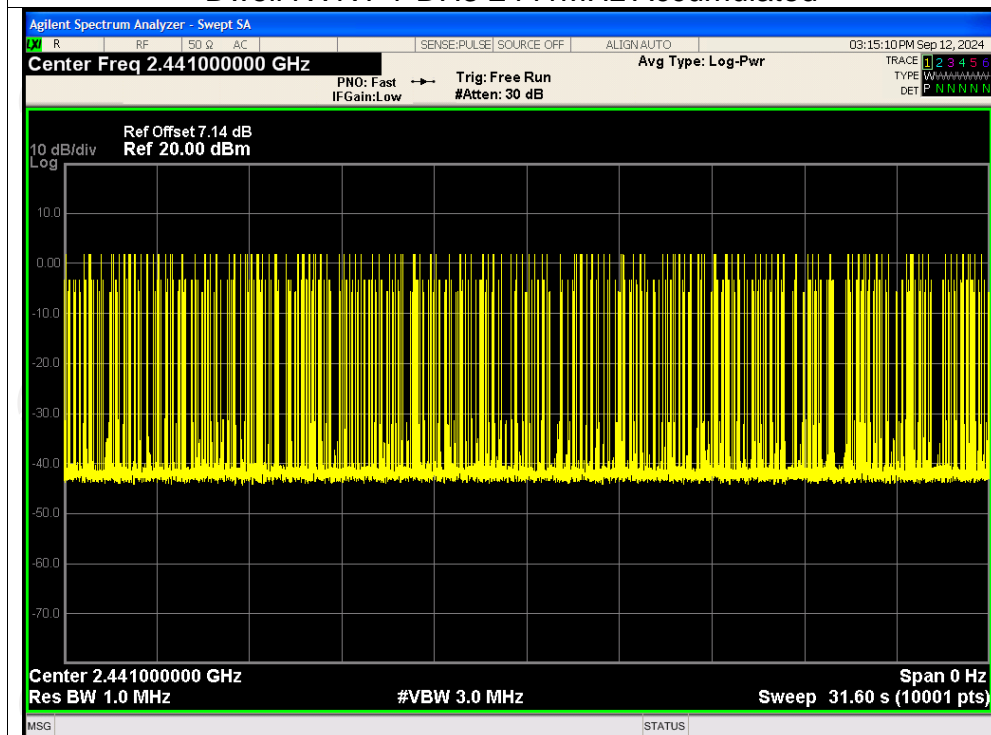 Agilent Spectrum Analyzer - Swept SA
LXI R RF 50 Ω AC SENSE:PULSE SOURCE OFF ALIGN AUTO 03:15:10 PM Sep 12, 2024
Center Freq 2.441000000 GHz Avg Type: Log-Pwr TRACE 1 2 3 4 5 6
PNO: Fast Trig: Free Run TYPE W
IFGain:Low #Atten: 30 dB DET P N N N N N
Ref Offset 7.14 dB
10 dB/div Ref 20.00 dBm
Log
10.0
0.00
-10.0
-20.0
-30.0
-40.0
-50.0
-60.0
-70.0
Center 2.441000000 GHz Span 0 Hz
Res BW 1.0 MHz #VBW 3.0 MHz Sweep 31.60 s (10001 pts)
MSG STATUS